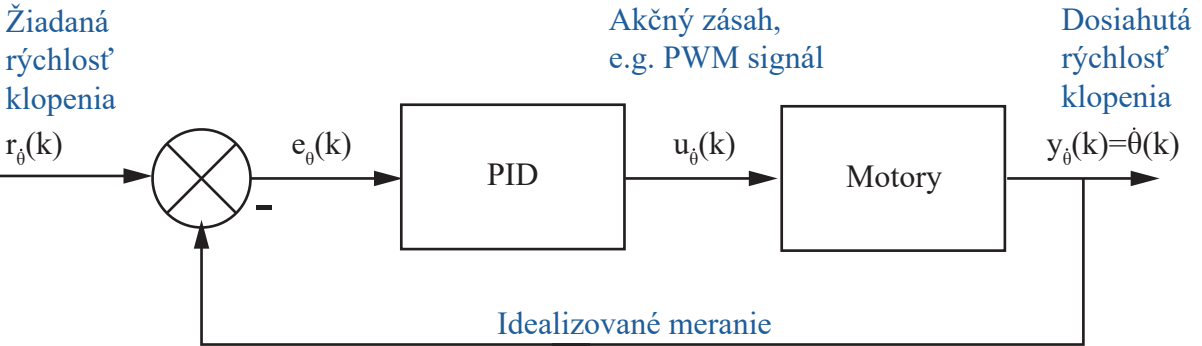 Žiadaná
rýchlosť
klopenia
r_θ̇(k)
e_θ(k)
PID
Akčný zásah,
e.g. PWM signál
u_θ̇(k)
Motory
Dosiahutá
rýchlosť
klopenia
y_θ̇(k)=θ̇(k)
-
Idealizované meranie